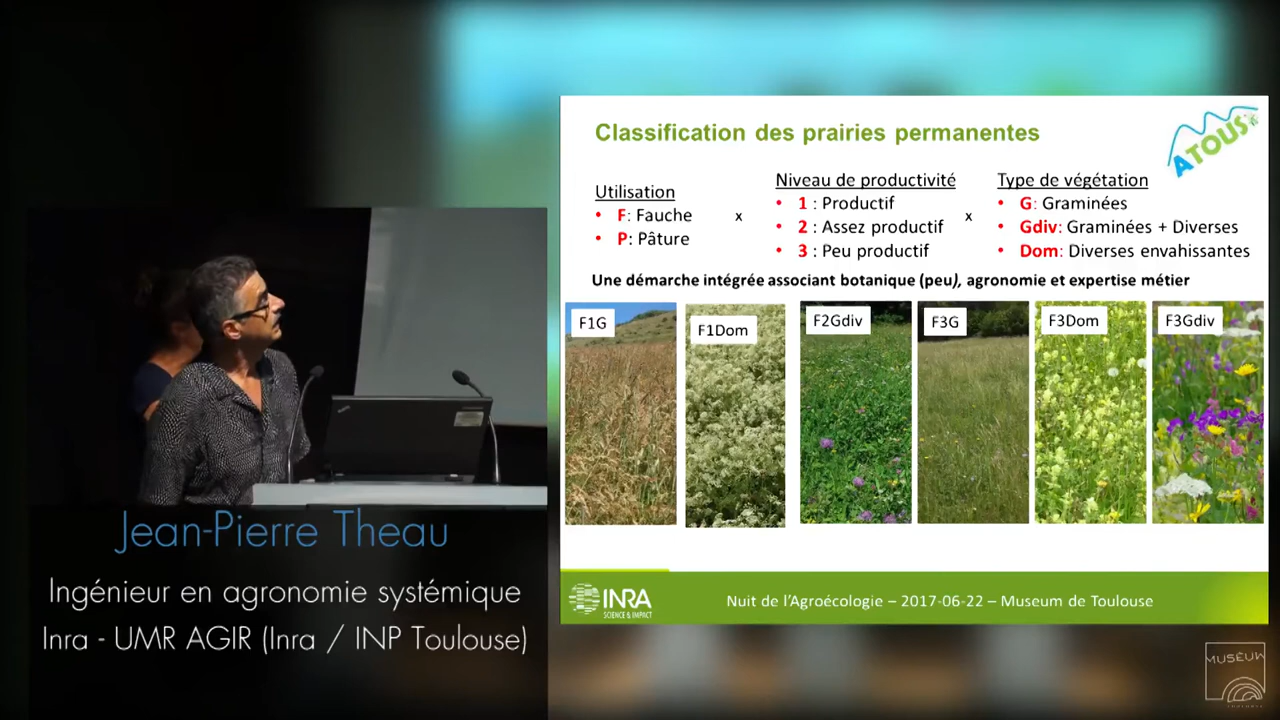 Classification des prairies permanentes
ATOUS
Utilisation
• F: Fauche
• P: Pâture
x
Niveau de productivité
• 1 : Productif
• 2 : Assez productif
• 3 : Peu productif
x
Type de végétation
• G: Graminées
• Gdiv: Graminées + Diverses
• Dom: Diverses envahissantes
Une démarche intégrée associant botanique (peu), agronomie et expertise métier
F1G
F1Dom
F2Gdiv
F3G
F3Dom
F3Gdiv
Jean-Pierre Theau
Ingénieur en agronomie systémique
Inra - UMR AGIR (Inra / INP Toulouse)
INRA
SCIENCE & IMPACT
Nuit de l’Agroécologie – 2017-06-22 – Museum de Toulouse
MUSEUM
TOULOUSE